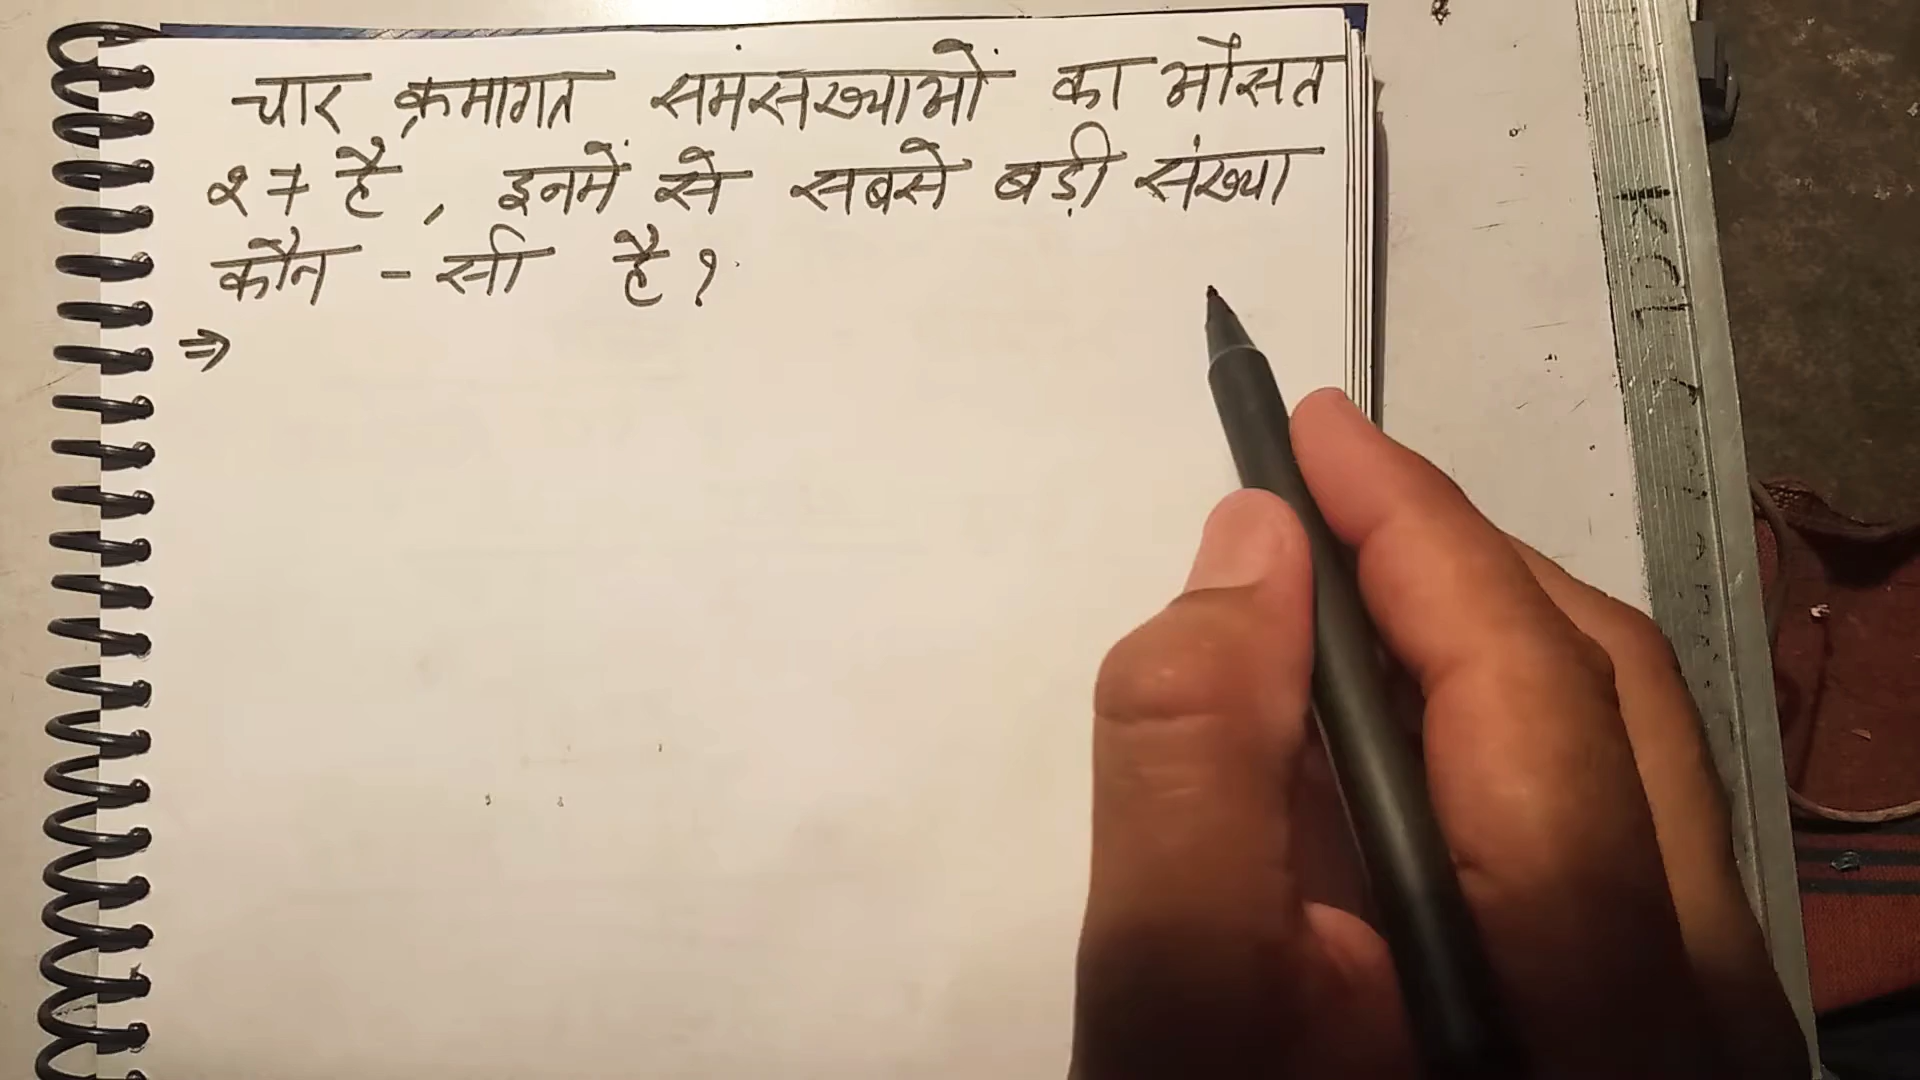 चार क्रमागत समसंख्याओं का औसत
27 है, इनमें से सबसे बड़ी संख्या
कौन - सी है ?
⇒